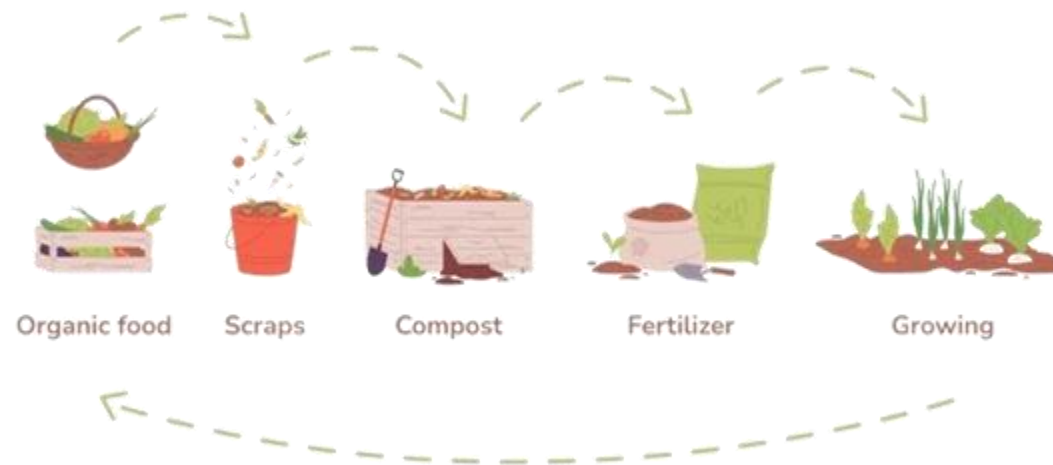 Organic food
Scraps
Compost
Fertilizer
Growing